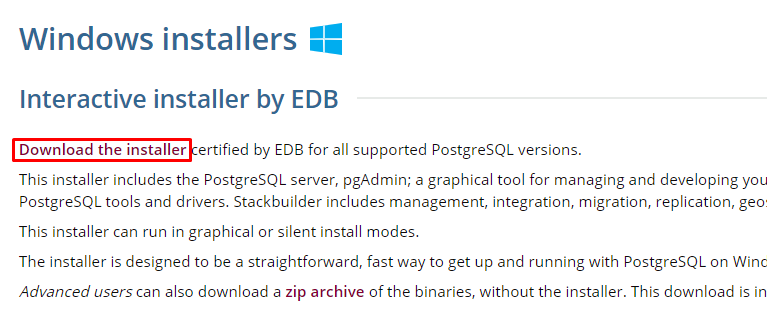 Windows installers
Interactive installer by EDB
Download the installer certified by EDB for all supported PostgreSQL versions.
This installer includes the PostgreSQL server, pgAdmin; a graphical tool for managing and developing you
PostgreSQL tools and drivers. Stackbuilder includes management, integration, migration, replication, geos
This installer can run in graphical or silent install modes.
The installer is designed to be a straightforward, fast way to get up and running with PostgreSQL on Wind
Advanced users can also download a zip archive of the binaries, without the installer. This download is in